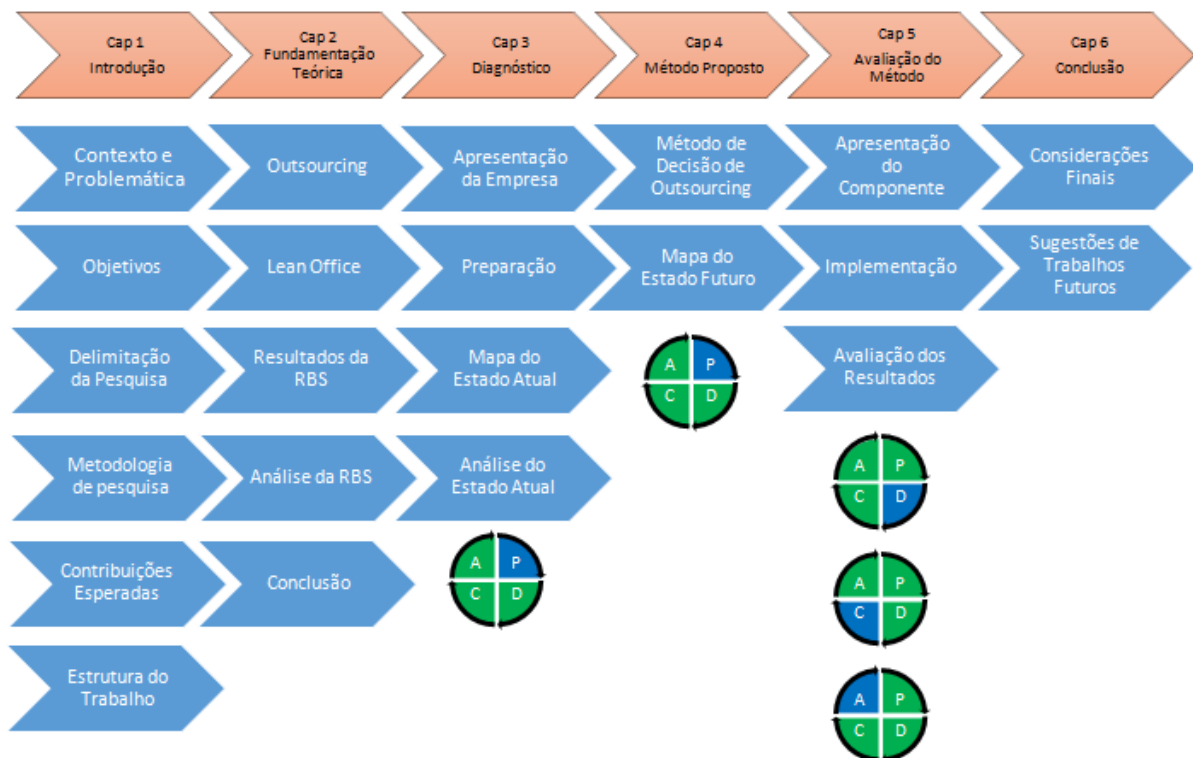 Cap 1
Introdução
Cap 2
Fundamentação
Teórica
Cap 3
Diagnóstico
Cap 4
Método Proposto
Cap 5
Avaliação do
Método
Cap 6
Conclusão
Contexto e
Problemática
Outsourcing
Apresentação
da Empresa
Método de
Decisão de
Outsourcing
Apresentação
do
Componente
Considerações
Finais
Objetivos
Lean Office
Preparação
Mapa do
Estado Futuro
Implementação
Sugestões de
Trabalhos
Futuros
Delimitação
da Pesquisa
Resultados da
RBS
Mapa do
Estado Atual
A P
C D
Avaliação dos
Resultados
Metodologia
de pesquisa
Análise da RBS
Análise do
Estado Atual
A P
C D
Contribuições
Esperadas
Conclusão
A P
C D
A P
C D
Estrutura do
Trabalho
A P
C D